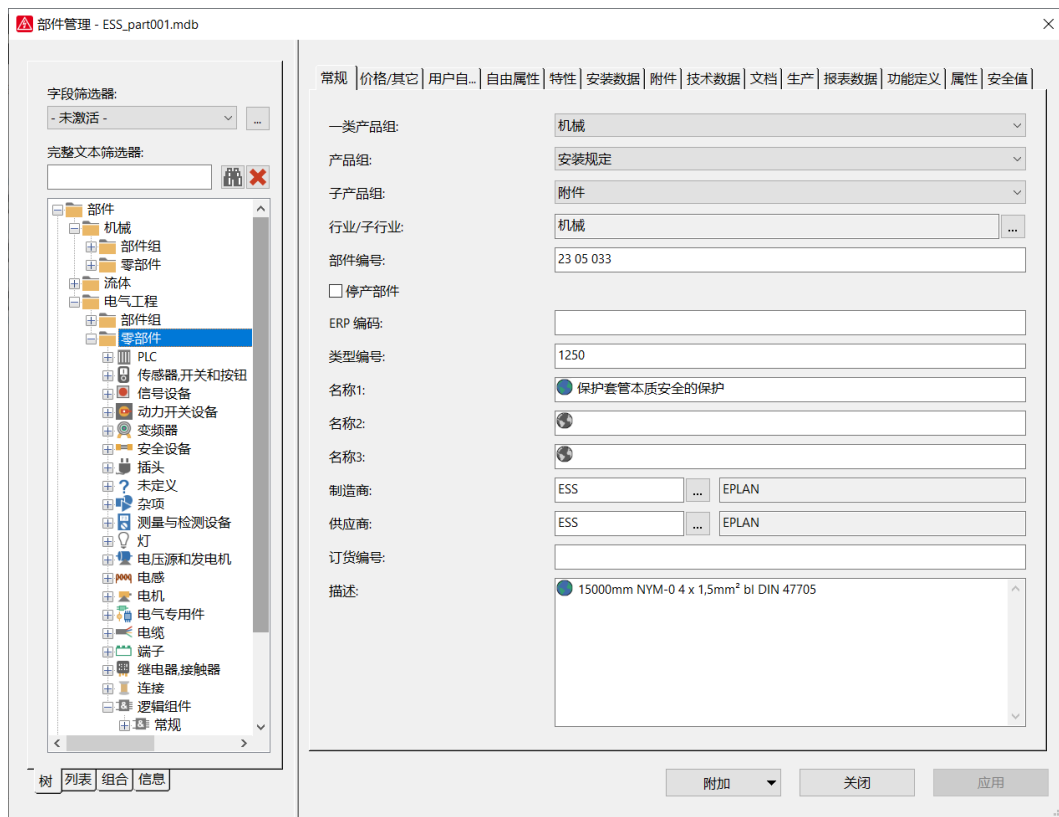 部件管理 - ESS_part001.mdb
字段筛选器:
- 未激活 -
...
完整文本筛选器:
部件
机械
部件组
零部件
流体
电气工程
部件组
零部件
PLC
传感器,开关和按钮
信号设备
动力开关设备
变频器
安全设备
插头
未定义
杂项
测量与检测设备
灯
电压源和发电机
电感
电机
电气专用件
电缆
端子
继电器,接触器
连接
逻辑组件
常规
树 列表 组合 信息
常规 价格/其它 用户自... 自由属性 特性 安装数据 附件 技术数据 文档 生产 报表数据 功能定义 属性 安全值
一类产品组: 机械
产品组: 安装规定
子产品组: 附件
行业/子行业: 机械 ...
部件编号: 23 05 033
停产部件
ERP 编码:
类型编号: 1250
名称1: 保护套管本质安全的保护
名称2:
名称3:
制造商: ESS ... EPLAN
供应商: ESS ... EPLAN
订货编号:
描述: 15000mm NYM-0 4 x 1,5mm² bl DIN 47705
附加 关闭 应用